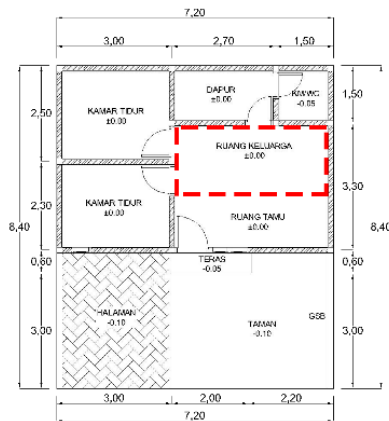 7,20
3,00 2,70 1,50
2,50
2,30
8,40
0,60
3,00
1,50
3,30
8,40
0,60
3,00
KAMAR TIDUR
±0.00
DAPUR
±0.00
KM/WC
-0.05
RUANG KELUARGA
±0.00
KAMAR TIDUR
±0.00
RUANG TAMU
±0.00
TERAS
-0.05
HALAMAN
-0.10
TAMAN
-0.10
GSB
3,00 2,00 2,20
7,20